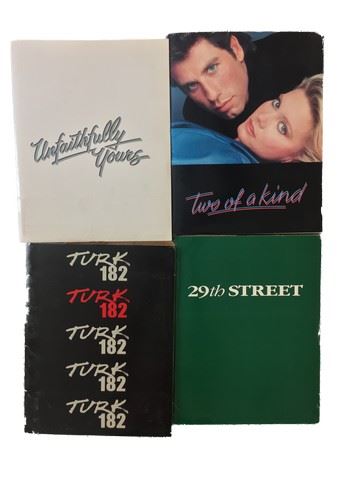 Unfaithfully
Yours
Two of a kind
TURK
182
TURK
182
TURK
182
TURK
182
TURK
182
29th STREET